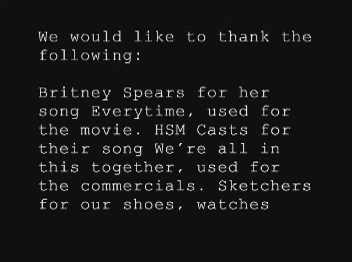 We would like to thank the
following:
Britney Spears for her
song Everytime, used for
the movie. HSM Casts for
their song We're all in
this together, used for
the commercials. Sketchers
for our shoes, watches